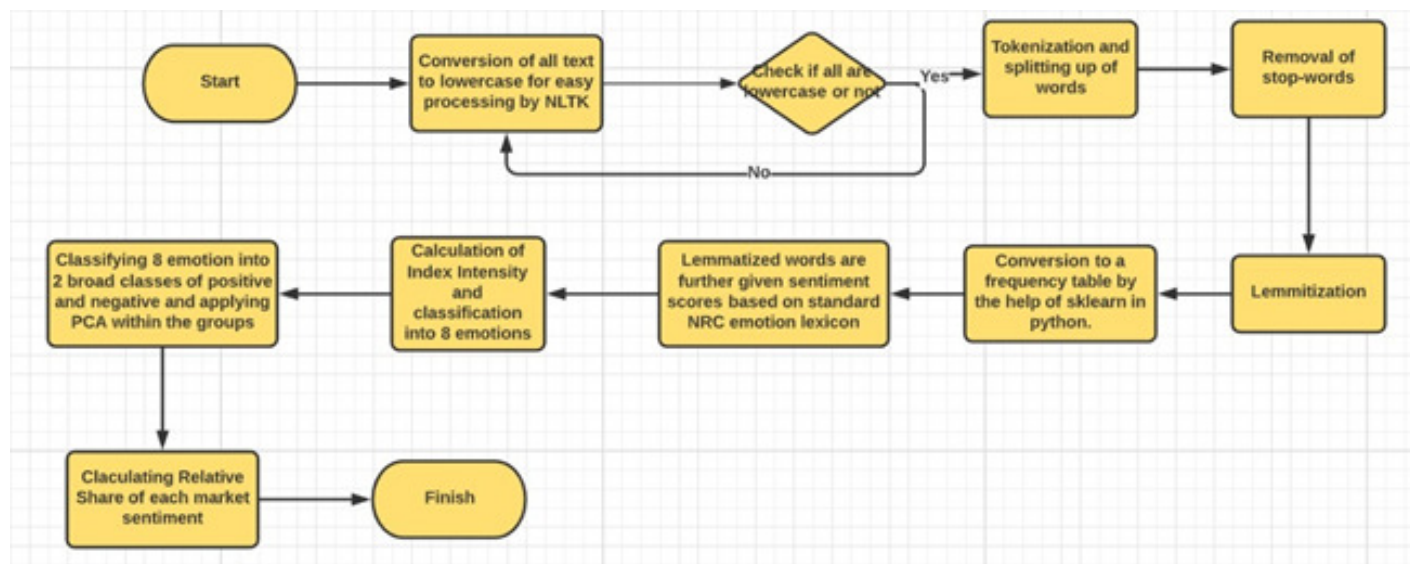 Start
Conversion of all text
to lowercase for easy
processing by NLTK
Check if all are
lowercase or not
Yes
No
Tokenization and
splitting up of
words
Removal of
stop-words
Lemmitization
Conversion to a
frequency table by
the help of sklearn in
python.
Lemmatized words are
further given sentiment
scores based on standard
NRC emotion lexicon
Calculation of
Index Intensity
and
classification
into 8 emotions
Classifying 8 emotion into
2 broad classes of positive
and negative and applying
PCA within the groups
Claculating Relative
Share of each market
sentiment
Finish